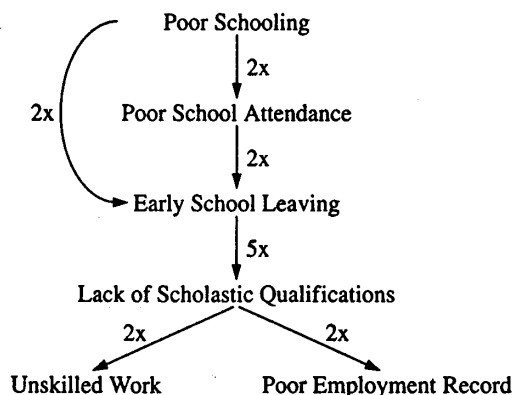 Poor Schooling
2x
2x Poor School Attendance
2x
Early School Leaving
5x
Lack of Scholastic Qualifications
2x 2x
Unskilled Work Poor Employment Record